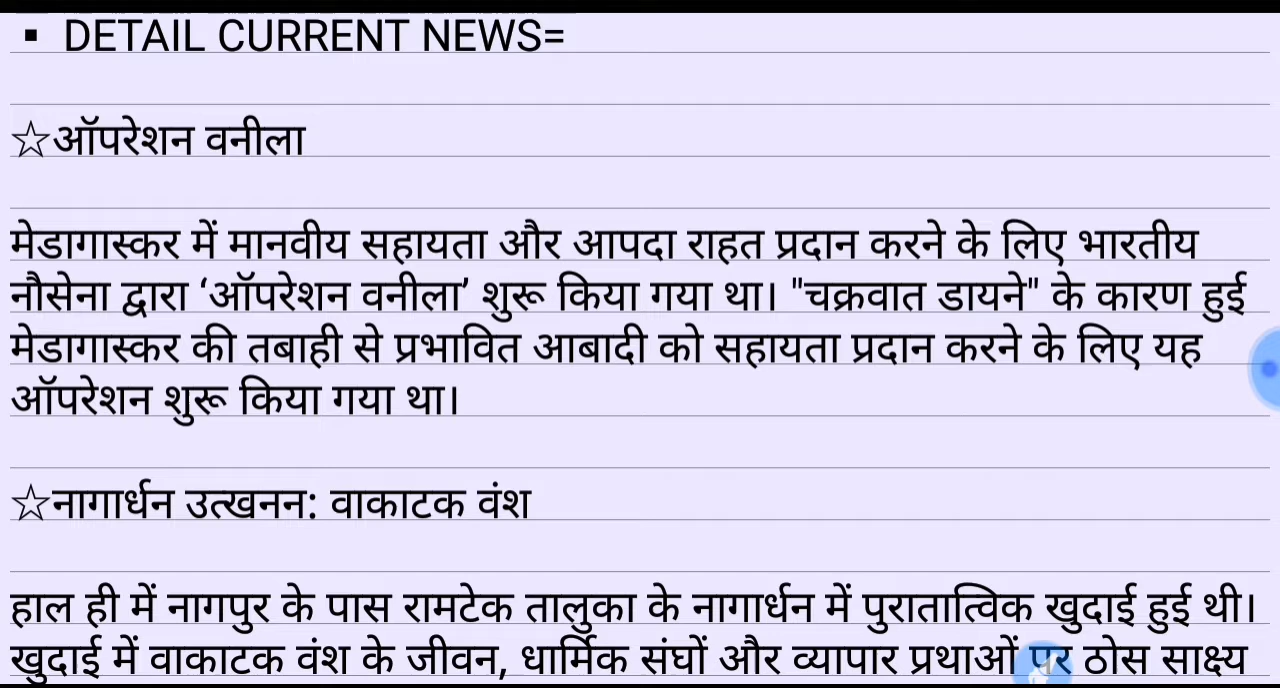 ▪ DETAIL CURRENT NEWS=
☆ऑपरेशन वनीला
मेडागास्कर में मानवीय सहायता और आपदा राहत प्रदान करने के लिए भारतीय
नौसेना द्वारा ‘ऑपरेशन वनीला’ शुरू किया गया था। "चक्रवात डायने" के कारण हुई
मेडागास्कर की तबाही से प्रभावित आबादी को सहायता प्रदान करने के लिए यह
ऑपरेशन शुरू किया गया था।
☆नागार्धन उत्खनन: वाकाटक वंश
हाल ही में नागपुर के पास रामटेक तालुका के नागार्धन में पुरातात्विक खुदाई हुई थी।
खुदाई में वाकाटक वंश के जीवन, धार्मिक संघों और व्यापार प्रथाओं पर ठोस साक्ष्य